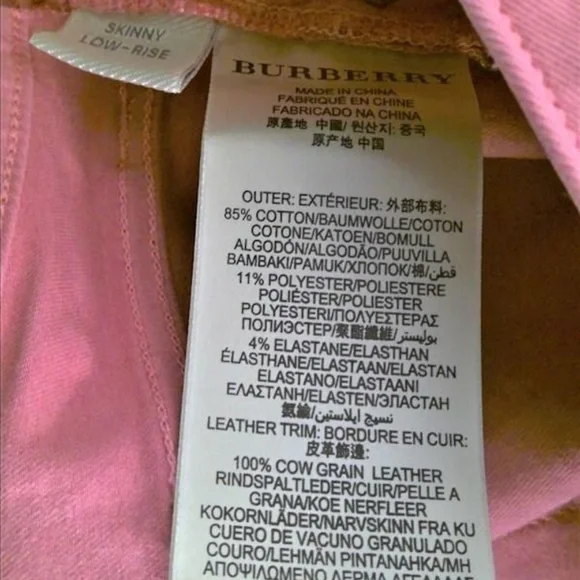 SKINNY
LOW-RISE
BURBERRY
MADE IN CHINA
FABRIQUÉ EN CHINE
FABRICADO NA CHINA
原產地 中國/ 원산지: 중국
原产地 中国
OUTER: EXTÉRIEUR: 外部布料:
85% COTTON/BAUMWOLLE/COTON
COTONE/KATOEN/BOMULL
ALGODÓN/ALGODÃO/PUUVILLA
ΒΑΜΒΑΚΙ/PAMUK/ХЛОПОК/棉/قطن
11% POLYESTER/POLIESTERE
POLIÉSTER/POLIESTER
POLYESTERI/ΠΟΛΥΕΣΤΕΡΑΣ
ПОЛИЭСТЕР/聚酯纖維/بوليستر
4% ELASTANE/ELASTHAN
ÉLASTHANE/ELASTAAN/ELASTAN
ELASTANO/ELASTAANI
ΕΛΑΣΤΑΝΗ/ELASTEN/ЭЛАСТАН
氨綸/نسيج إيلاستين
LEATHER TRIM: BORDURE EN CUIR:
皮革飾邊:
100% COW GRAIN LEATHER
RINDSPALTLEDER/CUIR/PELLE A
GRANA/KOE NERFLEER
KOKORNLÄDER/NARVSKINN FRA KU
CUERO DE VACUNO GRANULADO
COURO/LEHMÄN PINTANAHKA/ΜΗ
ΑΠΟΨΙΛΩΜΕΝΟ ΔΕΡΜΑ